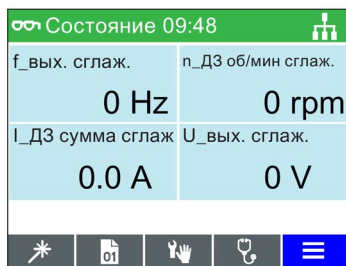 Состояние 09:48
f_вых. сглаж.
n_ДЗ об/мин сглаж.
0 Hz
0 rpm
I_ДЗ сумма сглаж
U_вых. сглаж.
0.0 A
0 V
01